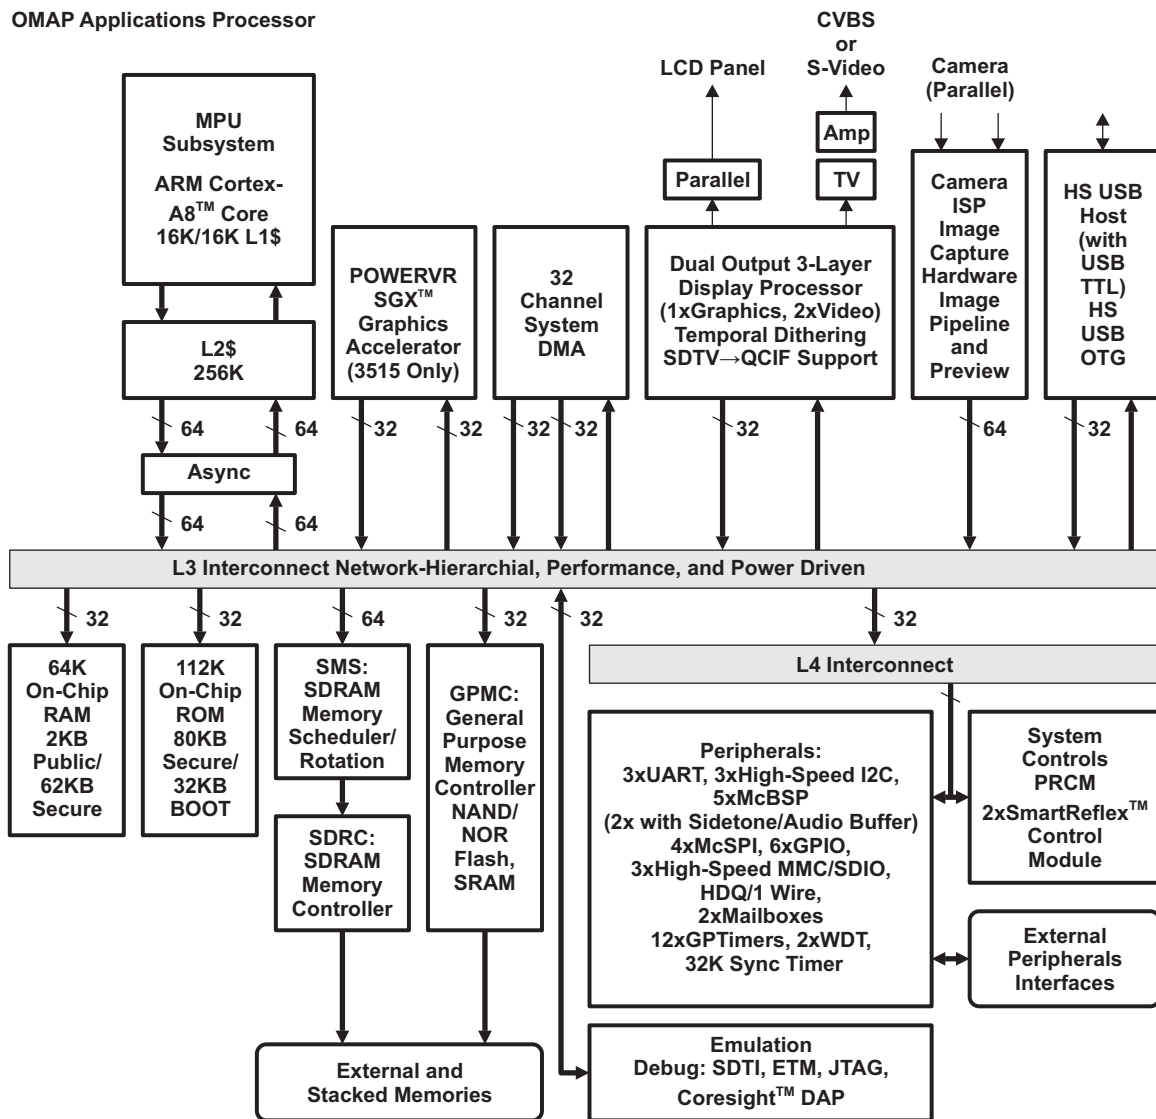 OMAP Applications Processor
CVBS
or
S-Video
LCD Panel
Camera
(Parallel)
Amp
Parallel
TV
MPU
Subsystem
ARM Cortex-
A8™ Core
16K/16K L1$
L2$
256K
64
64
Async
64
64
POWERVR
SGX™
Graphics
Accelerator
(3515 Only)
32
32
32
Channel
System
DMA
32
32
Dual Output 3-Layer
Display Processor
(1xGraphics, 2xVideo)
Temporal Dithering
SDTV→QCIF Support
32
Camera
ISP
Image
Capture
Hardware
Image
Pipeline
and
Preview
64
HS USB
Host
(with
USB
TTL)
HS
USB
OTG
32
L3 Interconnect Network-Hierarchial, Performance, and Power Driven
32
32
64
32
32
32
64K
On-Chip
RAM
2KB
Public/
62KB
Secure
112K
On-Chip
ROM
80KB
Secure/
32KB
BOOT
SMS:
SDRAM
Memory
Scheduler/
Rotation
SDRC:
SDRAM
Memory
Controller
GPMC:
General
Purpose
Memory
Controller
NAND/
NOR
Flash,
SRAM
L4 Interconnect
Peripherals:
3xUART, 3xHigh-Speed I2C,
5xMcBSP
(2x with Sidetone/Audio Buffer)
4xMcSPI, 6xGPIO,
3xHigh-Speed MMC/SDIO,
HDQ/1 Wire,
2xMailboxes
12xGPTimers, 2xWDT,
32K Sync Timer
System
Controls
PRCM
2xSmartReflex™
Control
Module
External
Peripherals
Interfaces
External and
Stacked Memories
Emulation
Debug: SDTI, ETM, JTAG,
Coresight™ DAP